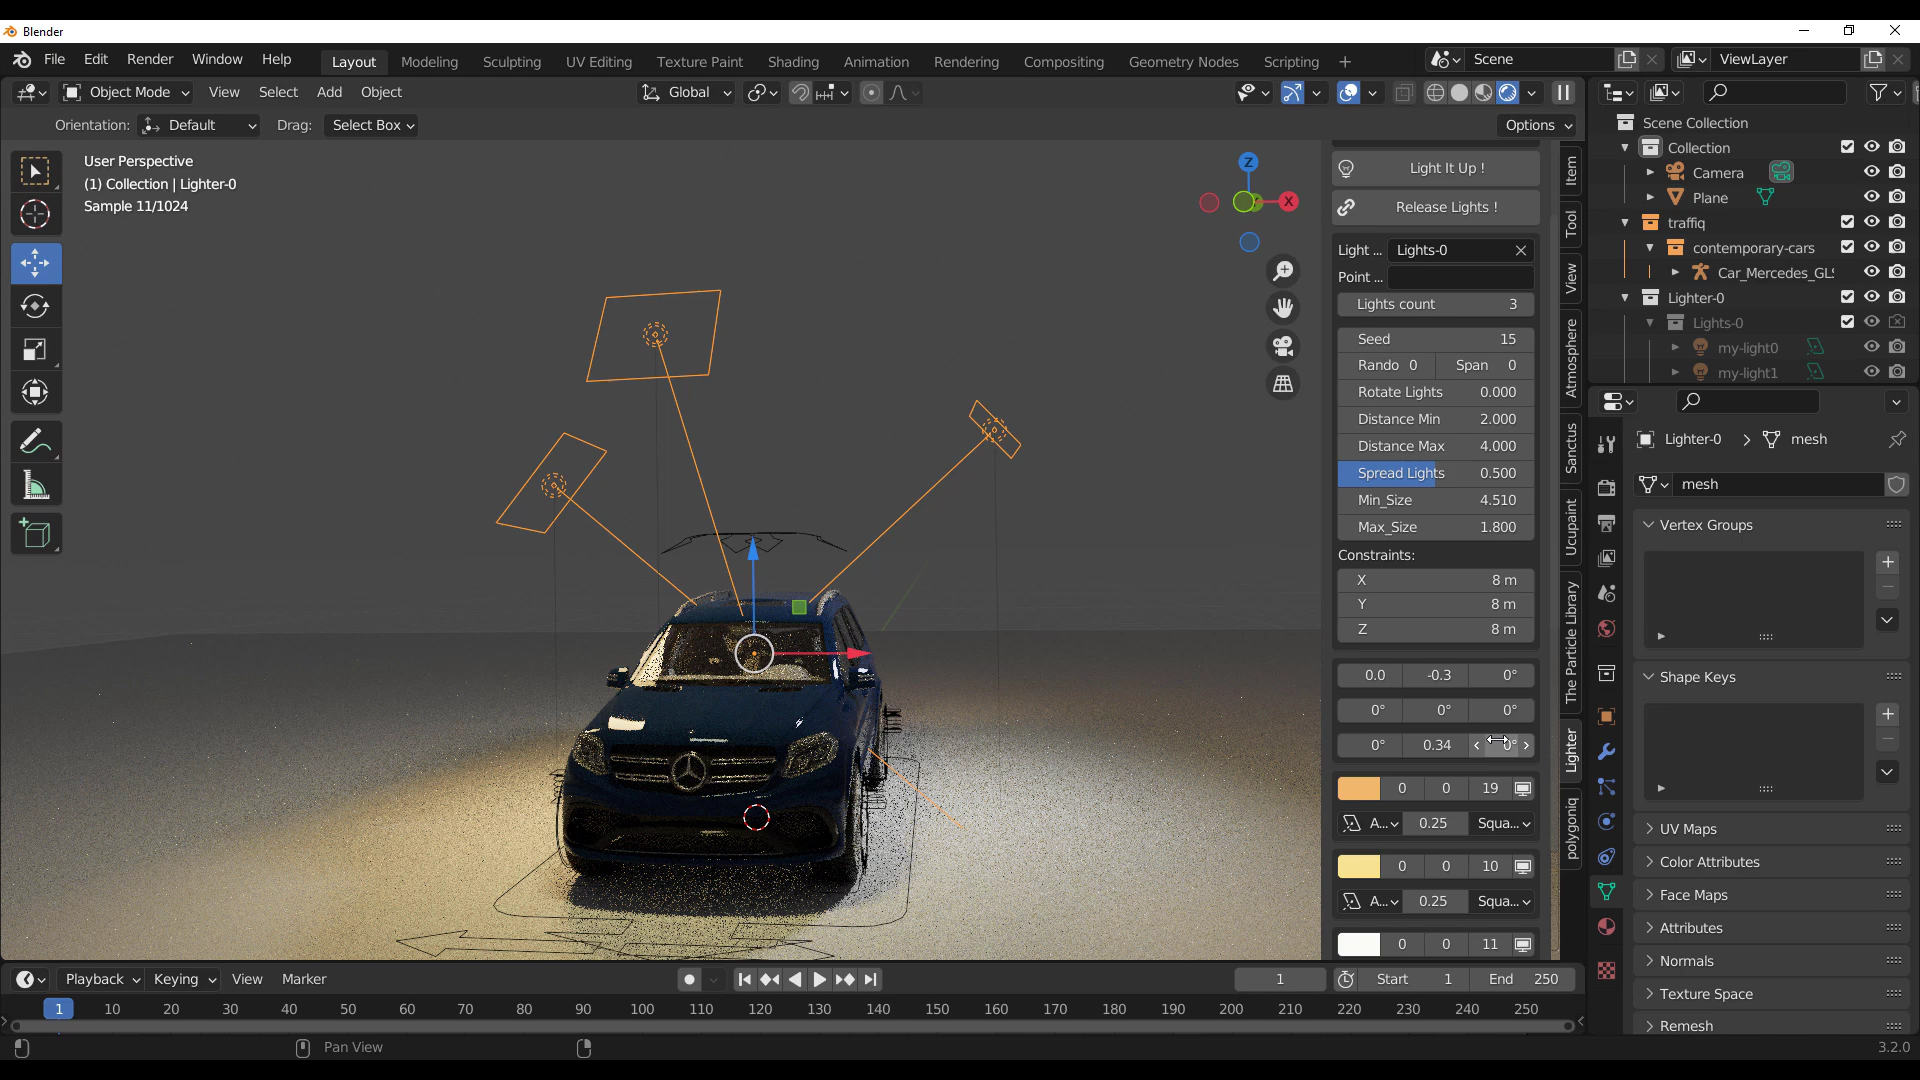 Blender
File Edit Render Window Help
Layout Modeling Sculpting UV Editing Texture Paint Shading Animation Rendering Compositing Geometry Nodes Scripting +
Scene
ViewLayer
Object Mode View Select Add Object
Global
Orientation: Default Drag: Select Box
Options
User Perspective
(1) Collection | Lighter-0
Sample 11/1024
Z
X
Light It Up !
Release Lights !
Light ... Lights-0
Point ...
Lights count 3
Seed 15
Rando 0 Span 0
Rotate Lights 0.000
Distance Min 2.000
Distance Max 4.000
Spread Lights 0.500
Min_Size 4.510
Max_Size 1.800
Constraints:
X 8 m
Y 8 m
Z 8 m
0.0 -0.3 0°
0° 0° 0°
0° 0.34 0°
0 0 19
A... 0.25 Squa...
0 0 10
A... 0.25 Squa...
0 0 11
Item
Tool
View
Atmosphere
Sanctus
Ucupaint
The Particle Library
Lighter
polygoniq
Scene Collection
Collection
Camera
Plane
traffiq
contemporary-cars
Car_Mercedes_GLS
Lighter-0
Lights-0
my-light0
my-light1
Lighter-0 > mesh
mesh
Vertex Groups
Shape Keys
UV Maps
Color Attributes
Face Maps
Attributes
Normals
Texture Space
Remesh
Playback Keying View Marker
1 Start 1 End 250
1 10 20 30 40 50 60 70 80 90 100 110 120 130 140 150 160 170 180 190 200 210 220 230 240 250
Pan View
3.2.0